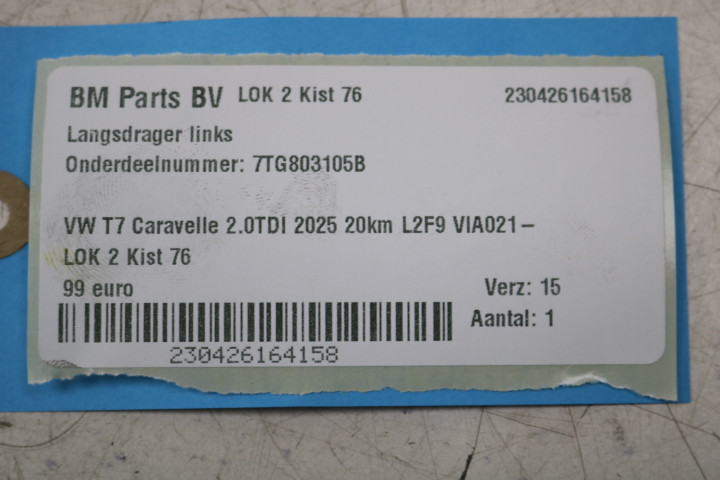 BM Parts BV LOK 2 Kist 76 230426164158
Langsdrager links
Onderdeelnummer: 7TG803105B
VW T7 Caravelle 2.0TDI 2025 20km L2F9 VIA021-
LOK 2 Kist 76
99 euro Verz: 15
Aantal: 1
230426164158